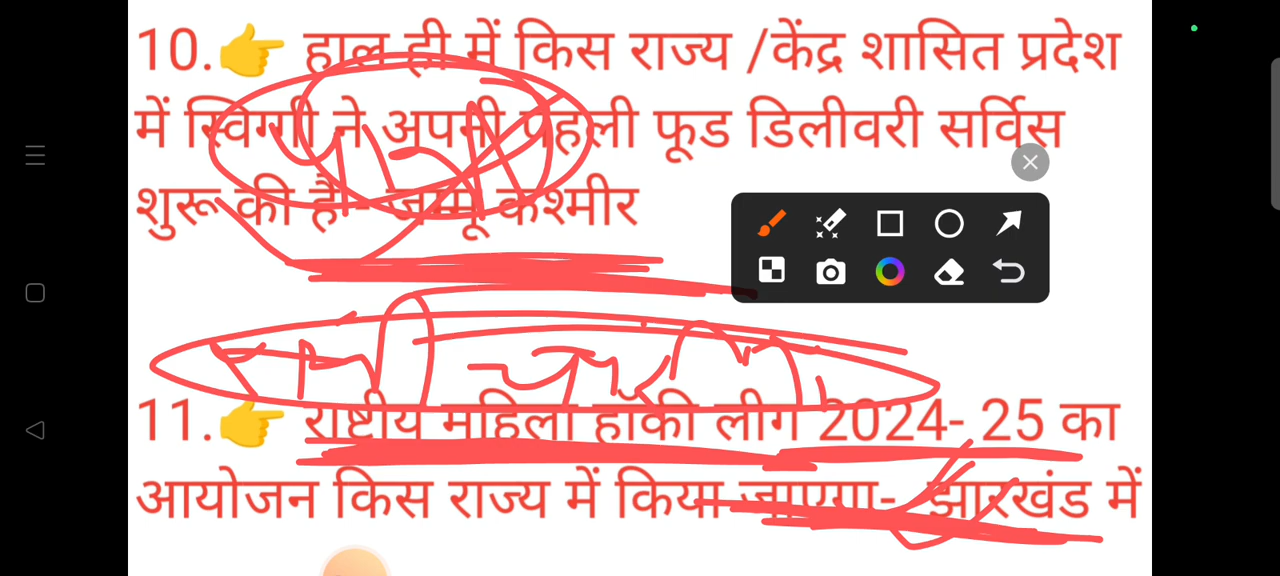 10.👉 हाल ही में किस राज्य /केंद्र शासित प्रदेश
में स्विग्गी ने अपनी पहली फूड डिलीवरी सर्विस
शुरू की है - जम्मू कश्मीर
11.👉 राष्टीय महिला हॉकी लीग 2024- 25 का
आयोजन किस राज्य में किया जाएगा- झारखंड में